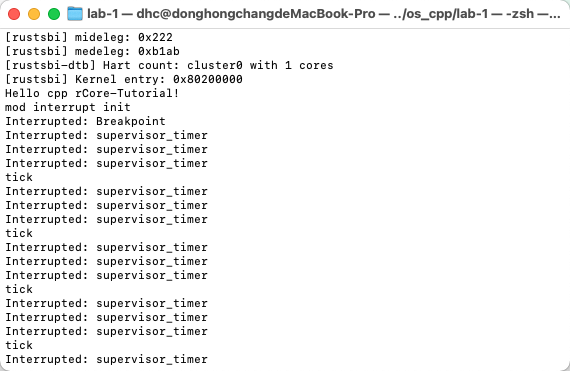 lab-1 — dhc@donghongchangdeMacBook-Pro — ../os_cpp/lab-1 — -zsh —...
[rustsbi] mideleg: 0x222
[rustsbi] medeleg: 0xb1ab
[rustsbi-dtb] Hart count: cluster0 with 1 cores
[rustsbi] Kernel entry: 0x80200000
Hello cpp rCore-Tutorial!
mod interrupt init
Interrupted: Breakpoint
Interrupted: supervisor_timer
Interrupted: supervisor_timer
Interrupted: supervisor_timer
tick
Interrupted: supervisor_timer
Interrupted: supervisor_timer
Interrupted: supervisor_timer
tick
Interrupted: supervisor_timer
Interrupted: supervisor_timer
Interrupted: supervisor_timer
tick
Interrupted: supervisor_timer
Interrupted: supervisor_timer
Interrupted: supervisor_timer
tick
Interrupted: supervisor_timer